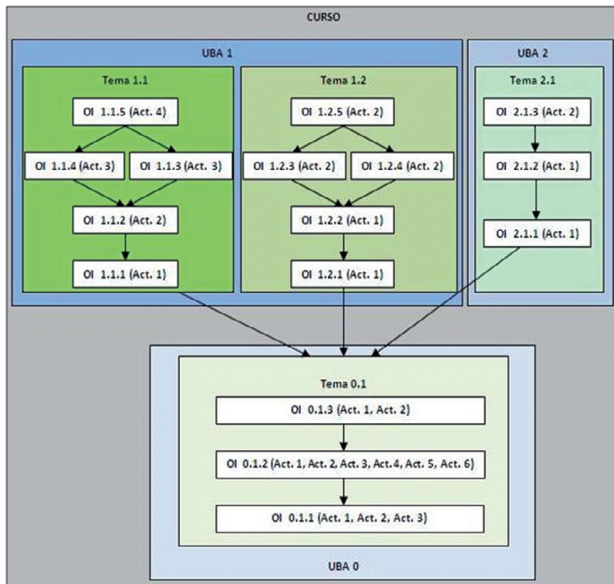 CURSO
UBA 1
UBA 2
Tema 1.1
OI 1.1.5 (Act. 4)
OI 1.1.4 (Act. 3)
OI 1.1.3 (Act. 3)
OI 1.1.2 (Act. 2)
OI 1.1.1 (Act. 1)
Tema 1.2
OI 1.2.5 (Act. 2)
OI 1.2.3 (Act. 2)
OI 1.2.4 (Act. 2)
OI 1.2.2 (Act. 1)
OI 1.2.1 (Act. 1)
Tema 2.1
OI 2.1.3 (Act. 2)
OI 2.1.2 (Act. 1)
OI 2.1.1 (Act. 1)
Tema 0.1
OI 0.1.3 (Act. 1, Act. 2)
OI 0.1.2 (Act. 1, Act. 2, Act. 3, Act. 4, Act. 5, Act. 6)
OI 0.1.1 (Act. 1, Act. 2, Act. 3)
UBA 0